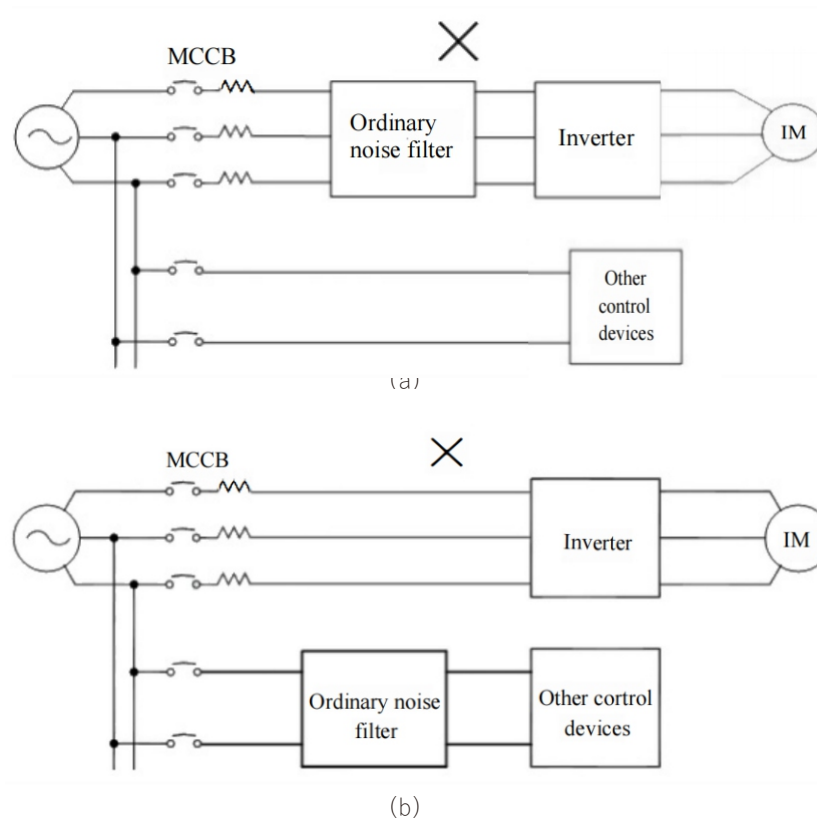 MCCB
Ordinary
noise filter
Inverter
IM
Other
control
devices
(a)
MCCB
Inverter
IM
Ordinary noise
filter
Other cortrol
devices
(b)